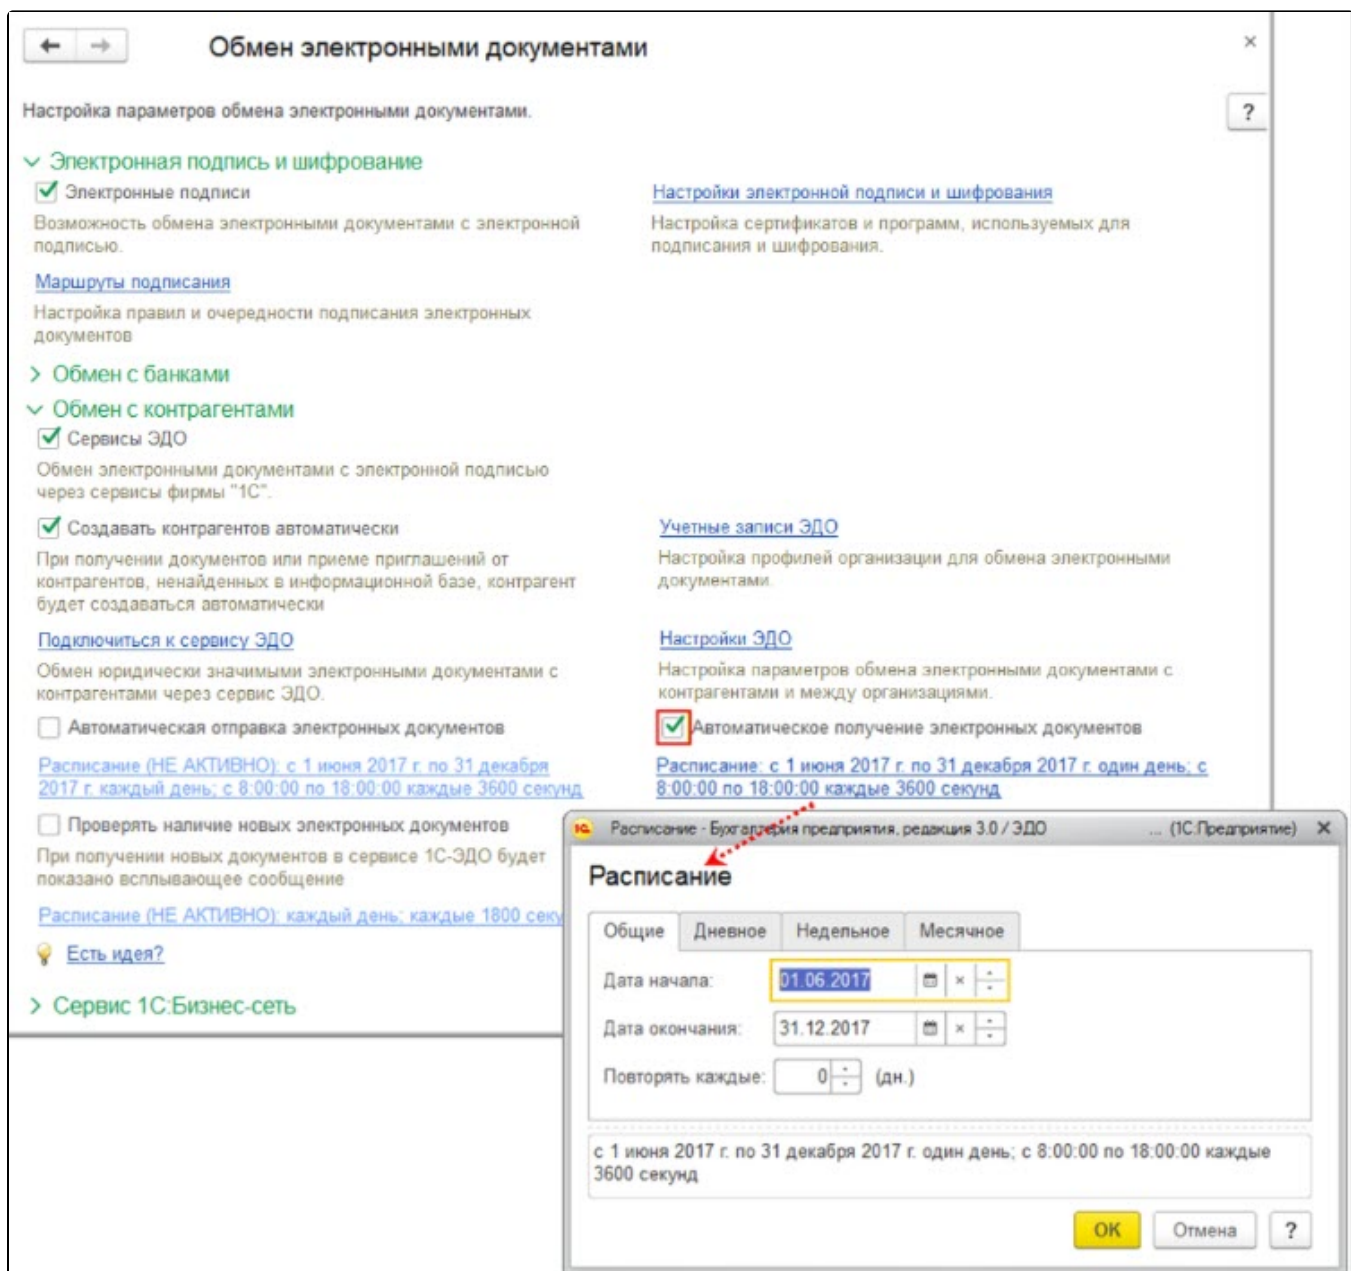 Обмен электронными документами
Настройка параметров обмена электронными документами.
?
Электронная подпись и шифрование
Электронные подписи
Возможность обмена электронными документами с электронной
подписью.
Настройки электронной подписи и шифрования
Настройка сертификатов и программ, используемых для
подписания и шифрования.
Маршруты подписания
Настройка правил и очередности подписания электронных
документов
Обмен с банками
Обмен с контрагентами
Сервисы ЭДО
Обмен электронными документами с электронной подписью
через сервисы фирмы "1С".
Создавать контрагентов автоматически
При получении документов или приеме приглашений от
контрагентов, ненайденных в информационной базе, контрагент
будет создаваться автоматически
Учетные записи ЭДО
Настройка профилей организации для обмена электронными
документами.
Подключиться к сервису ЭДО
Обмен юридически значимыми электронными документами с
контрагентами через сервис ЭДО.
Настройки ЭДО
Настройка параметров обмена электронными документами с
контрагентами и между организациями.
Автоматическая отправка электронных документов
Расписание (НЕ АКТИВНО): с 1 июня 2017 г. по 31 декабря
2017 г. каждый день; с 8:00:00 по 18:00:00 каждые 3600 секунд
Автоматическое получение электронных документов
Расписание: с 1 июня 2017 г. по 31 декабря 2017 г. один день; с
8:00:00 по 18:00:00 каждые 3600 секунд
Проверять наличие новых электронных документов
При получении новых документов в сервисе 1С-ЭДО будет
показано всплывающее сообщение
Расписание (НЕ АКТИВНО): каждый день; каждые 1800 секу
Есть идея?
Сервис 1С:Бизнес-сеть
1С Расписание - Бухгалтерия предприятия, редакция 3.0 / ЭДО ... (1С:Предприятие)
Расписание
Общие Дневное Недельное Месячное
Дата начала: 01.06.2017
Дата окончания: 31.12.2017
Повторять каждые: 0 (дн.)
с 1 июня 2017 г. по 31 декабря 2017 г. один день; с 8:00:00 по 18:00:00 каждые
3600 секунд
ОК Отмена ?